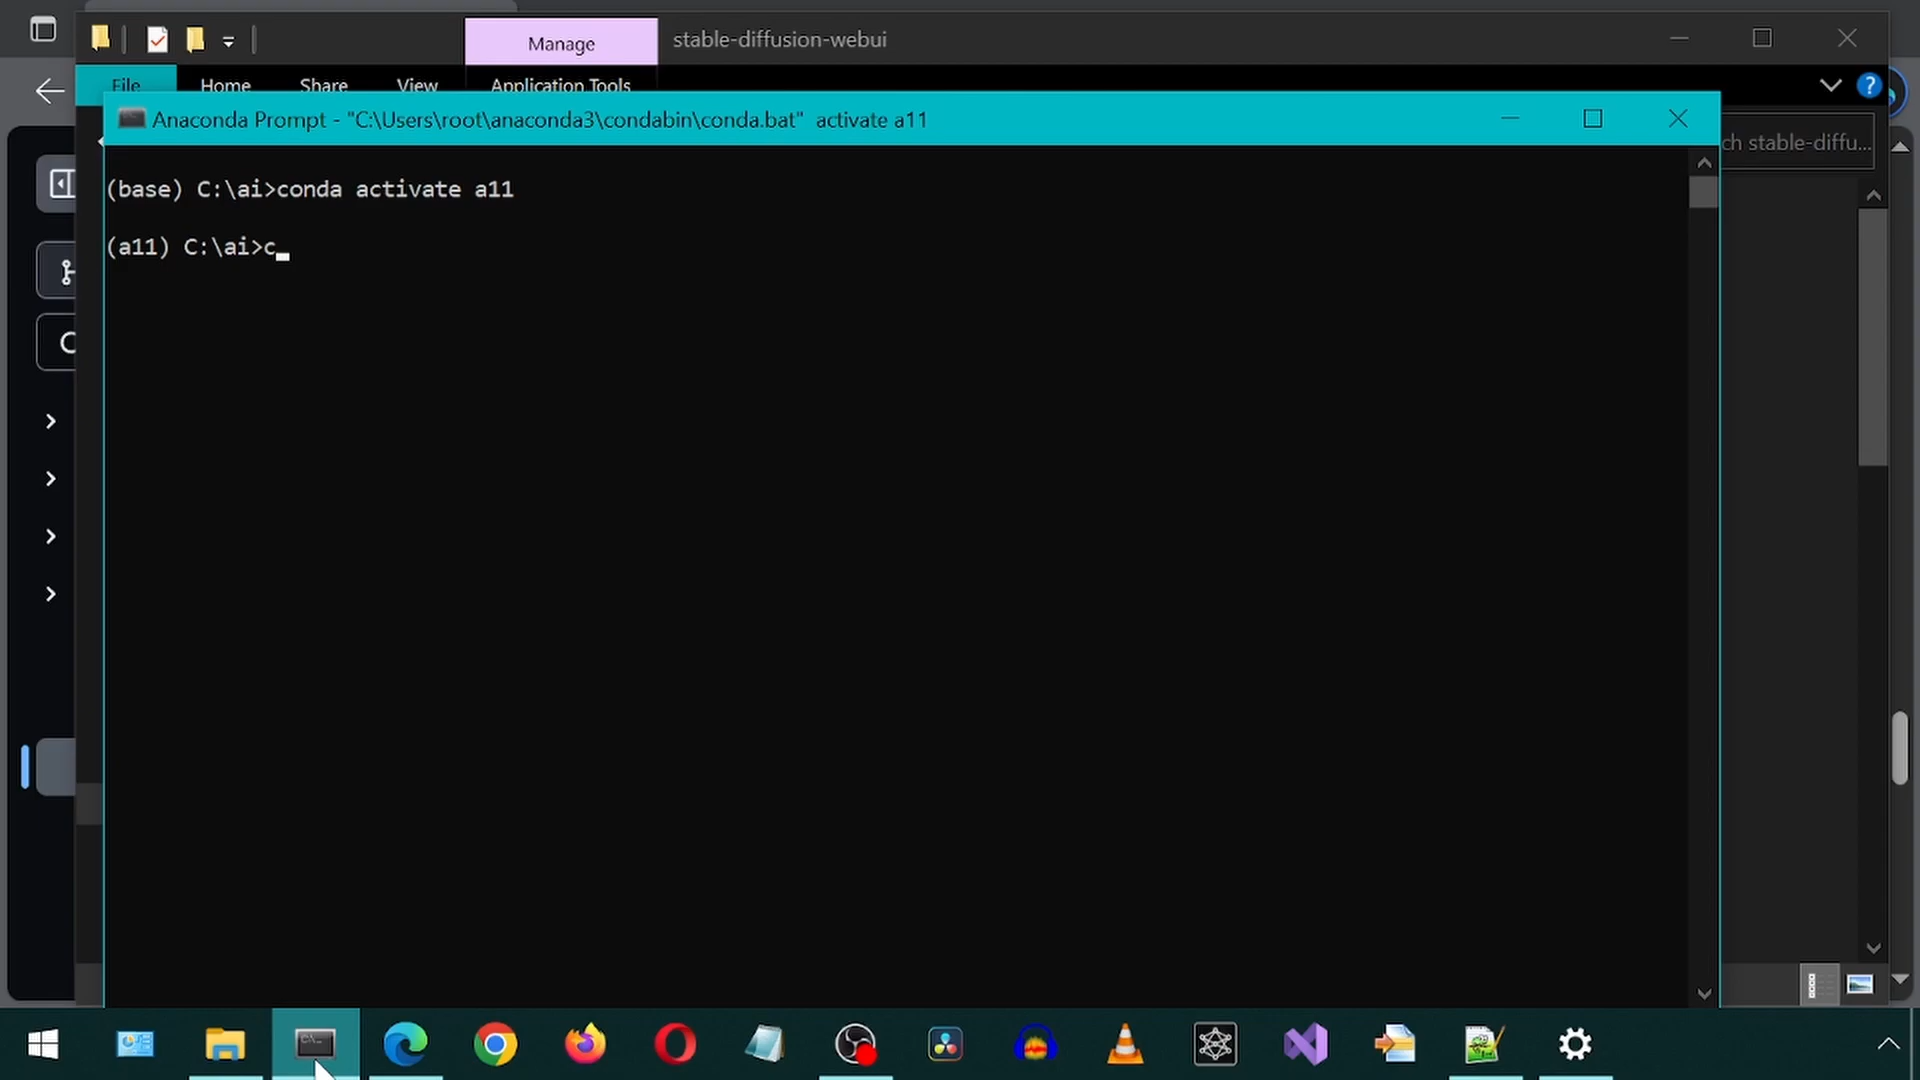 Manage
stable-diffusion-webui
File
Home
Share
View
Application Tools
?
Anaconda Prompt - "C:\Users\root\anaconda3\condabin\conda.bat"  activate a11
ch stable-diffu...
(base) C:\ai>conda activate a11
(a11) C:\ai>c